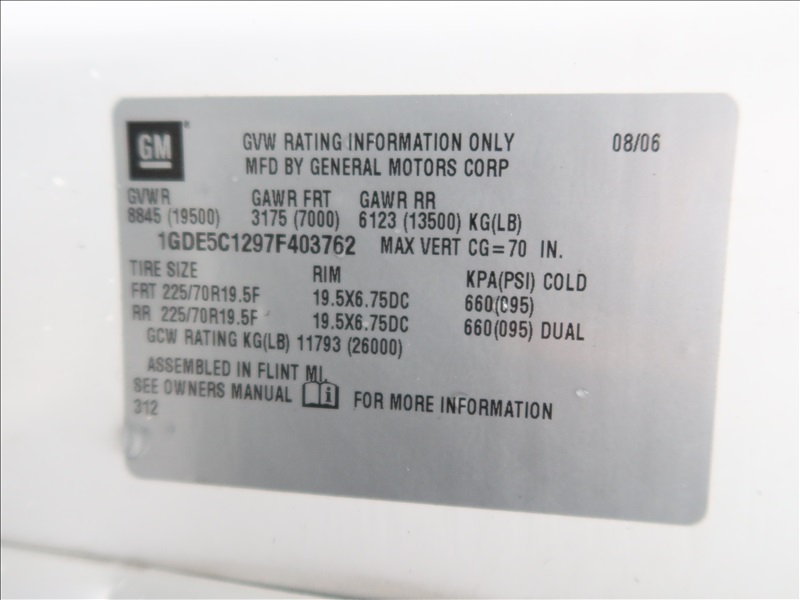 GM®
GVW RATING INFORMATION ONLY 08/06
MFD BY GENERAL MOTORS CORP
GVWR GAWR FRT GAWR RR
8845 (19500) 3175 (7000) 6123 (13500) KG(LB)
1GDE5C1297F403762 MAX VERT CG=70 IN.
TIRE SIZE RIM KPA(PSI) COLD
FRT 225/70R19.5F 19.5X6.75DC 660(095)
RR 225/70R19.5F 19.5X6.75DC 660(095) DUAL
GCW RATING KG(LB) 11793 (26000)
ASSEMBLED IN FLINT MI.
SEE OWNERS MANUAL i FOR MORE INFORMATION
312